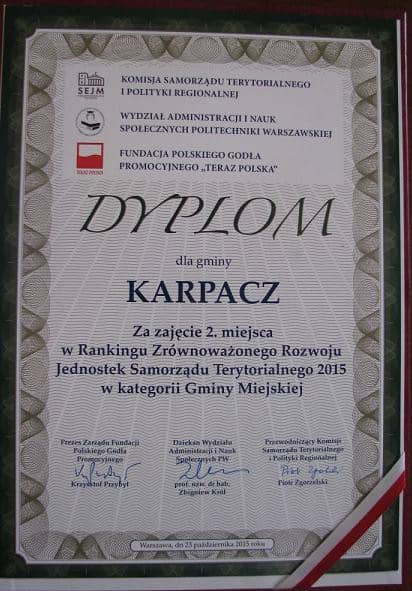 SEJM
KOMISJA SAMORZĄDU TERYTORIALNEGO
I POLITYKI REGIONALNEJ
WYDZIAŁ ADMINISTRACJI I NAUK
SPOŁECZNYCH POLITECHNIKI WARSZAWSKIEJ
TERAZ POLSKA
FUNDACJA POLSKIEGO GODŁA
PROMOCYJNEGO „TERAZ POLSKA”
DYPLOM
dla gminy
KARPACZ
Za zajęcie 2. miejsca
w Rankingu Zrównoważonego Rozwoju
Jednostek Samorządu Terytorialnego 2015
w kategorii Gminy Miejskiej
Prezes Zarządu Fundacji
Polskiego Godła
Promocyjnego
Krzysztof Przybył
Dziekan Wydziału
Administracji i Nauk
Społecznych PW
prof. nzw. dr hab.
Zbigniew Król
Przewodniczący Komisji
Samorządu Terytorialnego
i Polityki Regionalnej
Piotr Zgorzelski
Warszawa, dn 23 października 2015 roku